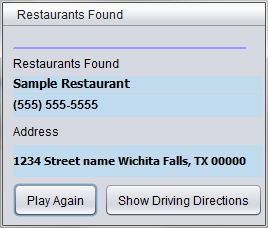 Restaurants Found
Restaurants Found
Sample Restaurant
(555) 555-5555
Address
1234 Street name Wichita Falls, TX 00000
Play Again
Show Driving Directions